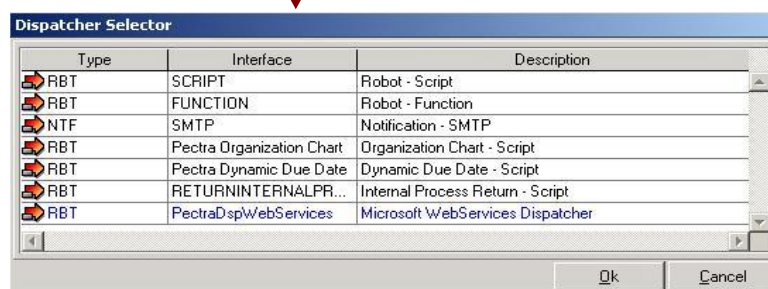 Dispatcher Selector
Type Interface Description
RBT SCRIPT Robot - Script
RBT FUNCTION Robot - Function
NTF SMTP Notification - SMTP
RBT Pectra Organization Chart Organization Chart - Script
RBT Pectra Dynamic Due Date Dynamic Due Date - Script
RBT RETURNINTERNALPR... Internal Process Return - Script
RBT PectraDspWebServices Microsoft WebServices Dispatcher
Ok Cancel